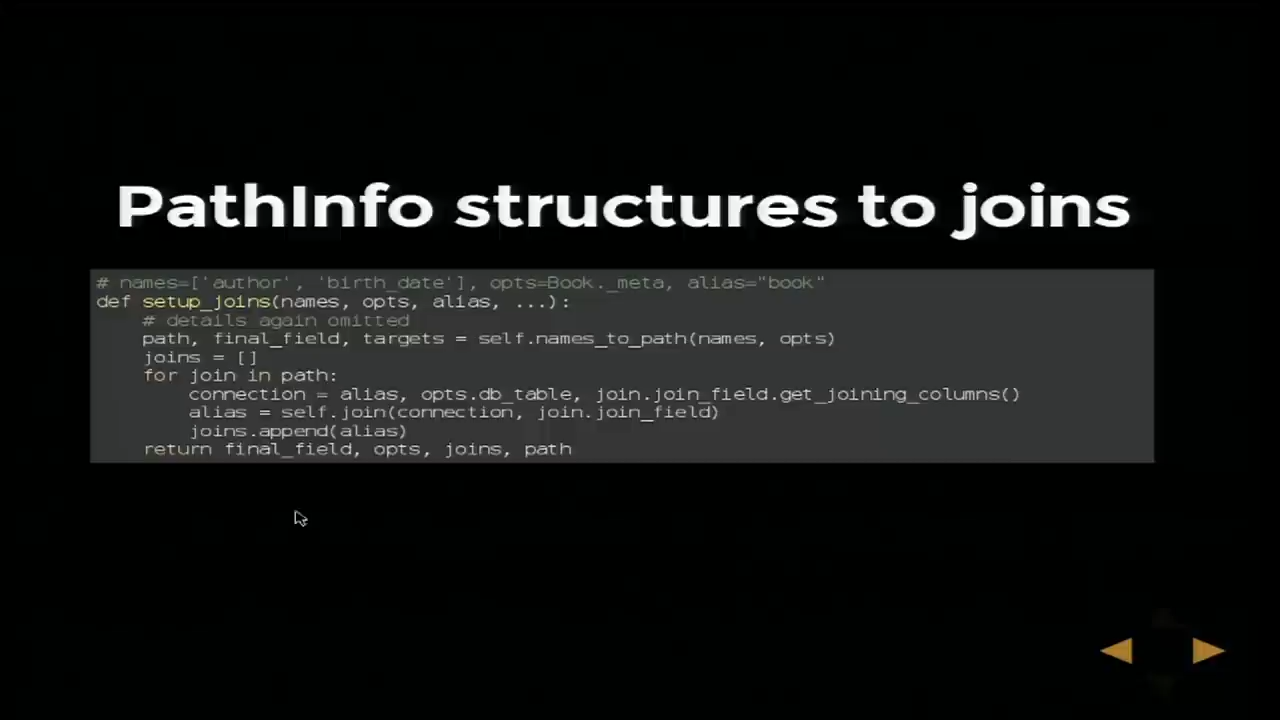 PathInfo structures to joins
# names=['author', 'birth_date'], opts=Book._meta, alias="book"
def setup_joins(names, opts, alias, ...):
    # details again omitted
    path, final_field, targets = self.names_to_path(names, opts)
    joins = []
    for join in path:
        connection = alias, opts.db_table, join.join_field.get_joining_columns()
        alias = self.join(connection, join.join_field)
        joins.append(alias)
    return final_field, opts, joins, path